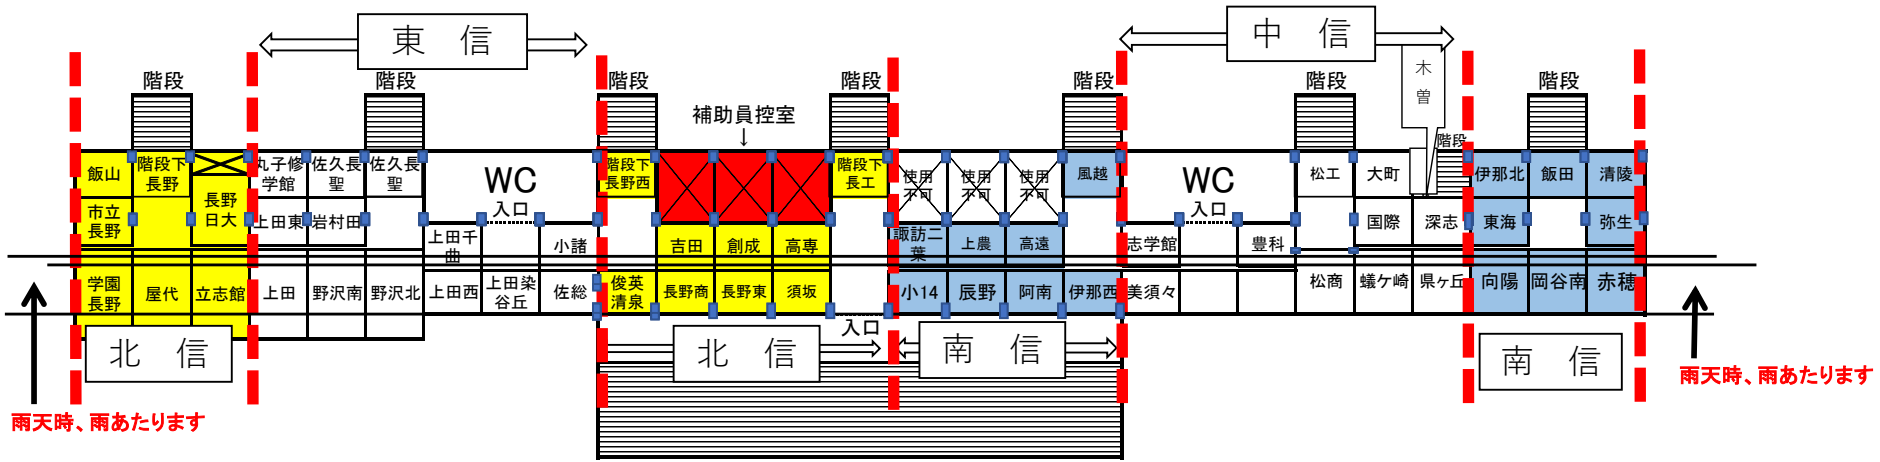 東 信
中 信
木
曽
階段
階段
階段
階段
階段
階段
階段
階段
補助員控室
↓
飯山
階段下
長野
長野
日大
丸子修
学館
佐久長
聖
佐久長
聖
WC
入口
階段下
長野西
階段下
長工
使用
不可
使用
不可
使用
不可
風越
WC
入口
松工
大町
伊那北
飯田
清陵
市立
長野
上田東
岩村田
上田千
曲
小諸
吉田
創成
高専
諏訪二
葉
上農
高遠
志学館
豊科
国際
深志
東海
弥生
学園
長野
屋代
立志館
上田
野沢南
野沢北
上田西
上田染
谷丘
佐総
俊英
清泉
長野商
長野東
須坂
入口
小14
辰野
阿南
伊那西
美須々
松商
蟻ケ崎
県ヶ丘
向陽
岡谷南
赤穂
北 信
北 信
南 信
南 信
雨天時、雨あたります
雨天時、雨あたります